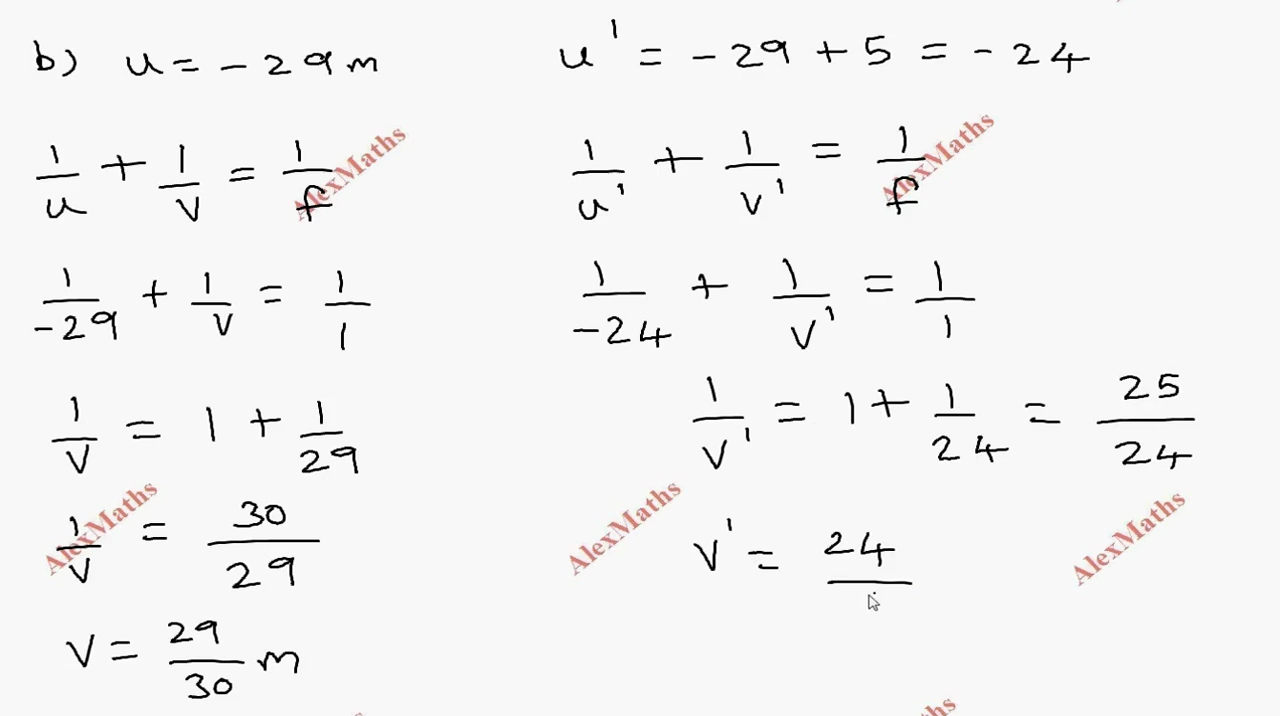 b) u = -29m
1/u + 1/v = 1/f
1/-29 + 1/v = 1/1
1/v = 1 + 1/29
1/v = 30/29
v = 29/30 m
u' = -29 + 5 = -24
1/u' + 1/v' = 1/f
1/-24 + 1/v' = 1/1
1/v' = 1 + 1/24 = 25/24
v' = 24/
AlexMaths
AlexMaths
AlexMaths
AlexMaths
AlexMaths